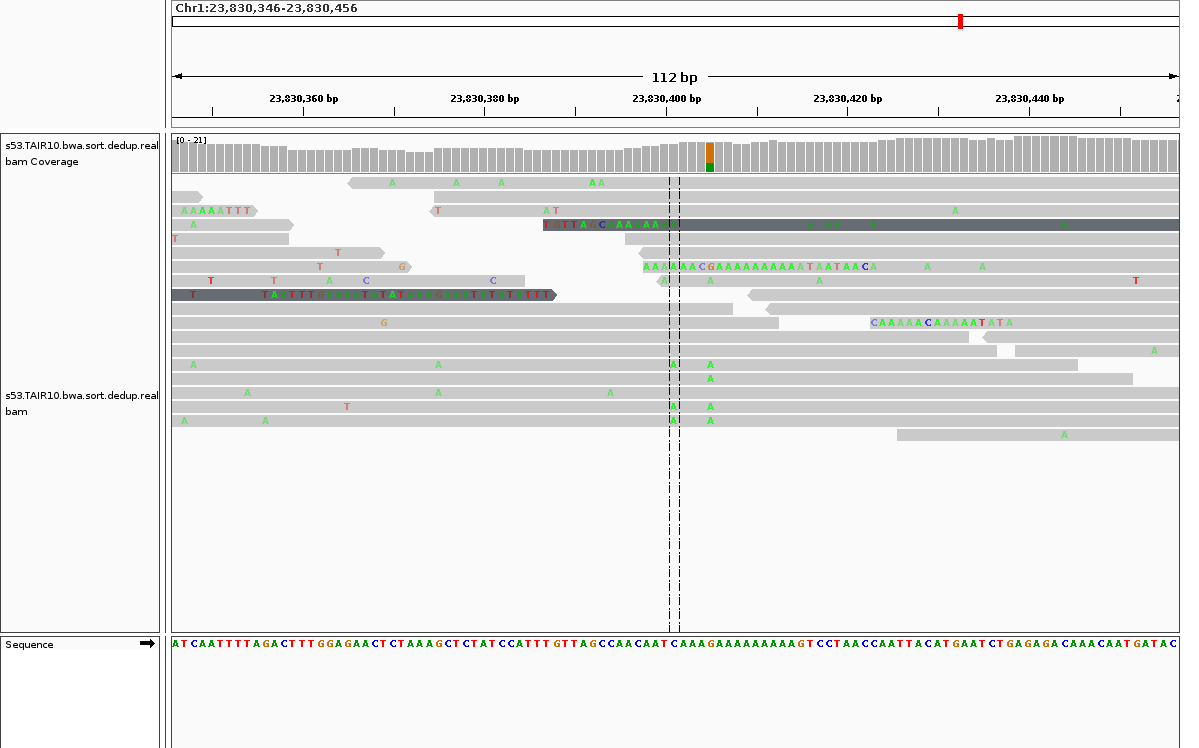 Chr1:23,830,346-23,830,456
112 bp
23,830,360 bp 23,830,380 bp 23,830,400 bp 23,830,420 bp 23,830,440 bp
s53.TAIR10.bwa.sort.dedup.real
bam Coverage
[0 - 21]
A A A A A
A A A A A T T T T A T A
A
T
T
T G A A A A A A C G A A A A A A A A A A T A A T A A C A A A
T T A C C A A A T
G C A A A A A C A A A A A T A T A
A
A A A A
A
s53.TAIR10.bwa.sort.dedup.real
A A A
bam
T A A
A A A A
A
Sequence
ATCAATTTTAGACTTTGGAGAACTCTAAAGCTCTATCCATTTGTTAGCCAACAATCAAAGAAAAAAAAAGTCCTAACCAATTACATGAATCTGAGAGACAAACAATGATAC